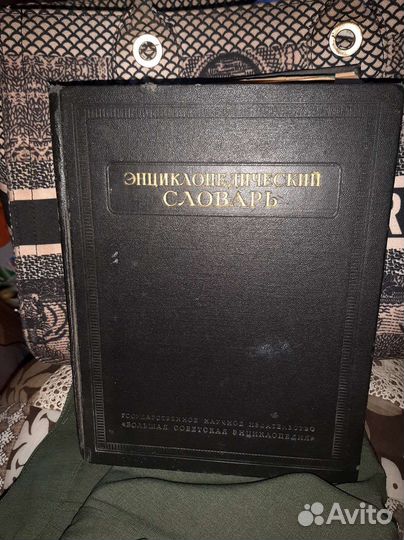 ЭНЦИКЛОПЕДИЧЕСКИЙ
СЛОВАРЬ
ГОСУДАРСТВЕННОЕ НАУЧНОЕ ИЗДАТЕЛЬСТВО
«БОЛЬШАЯ СОВЕТСКАЯ ЭНЦИКЛОПЕДИЯ»
Avito